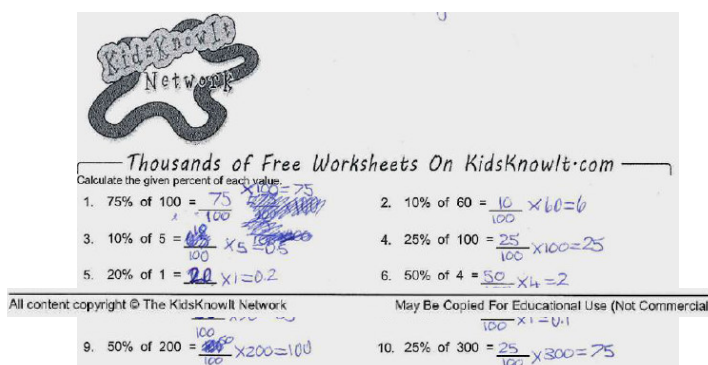 KidsKnowIt
Network
Thousands of Free Worksheets On KidsKnowIt.com
Calculate the given percent of each value.
1. 75% of 100 = 75/100 ×100=75
2. 10% of 60 = 10/100 ×60=6
3. 10% of 5 = 10/100 ×5=0.5
4. 25% of 100 = 25/100 ×100=25
5. 20% of 1 = 20 ×1=0.2
6. 50% of 4 = 50 ×4=2
All content copyright © The KidsKnowIt Network
May Be Copied For Educational Use (Not Commercial
100
100 ×1=0.1
9. 50% of 200 = 50/100 ×200=100
10. 25% of 300 = 25/100 ×300=75